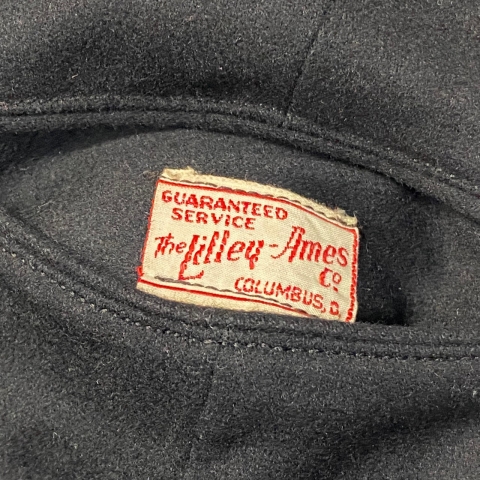 GUARANTEED
SERVICE
The Lilley-Ames
Co
COLUMBUS, O.